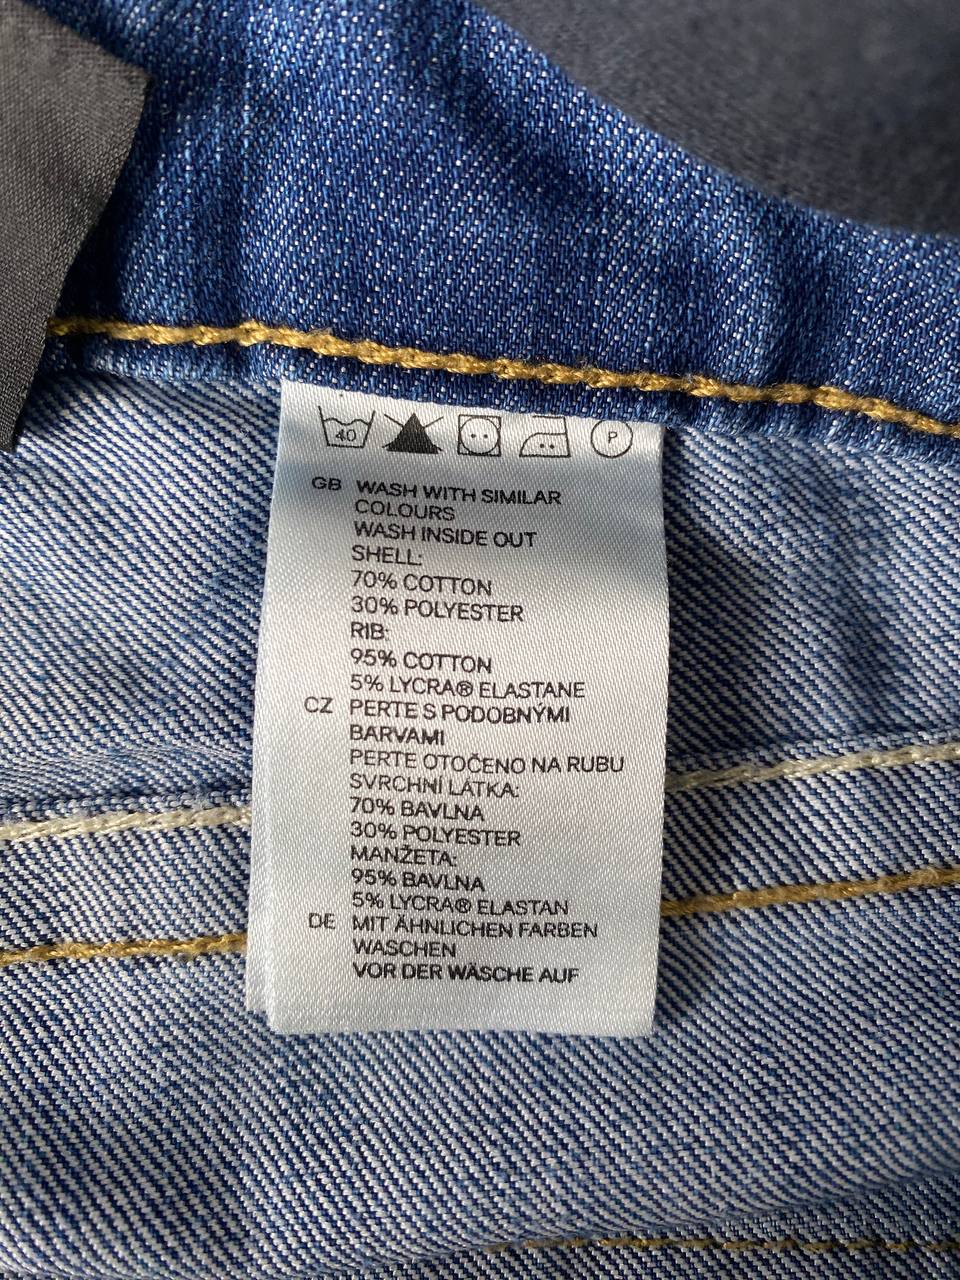 40
P
GB WASH WITH SIMILAR
COLOURS
WASH INSIDE OUT
SHELL:
70% COTTON
30% POLYESTER
RIB:
95% COTTON
5% LYCRA® ELASTANE
CZ PERTE S PODOBNÝMI
BARVAMI
PERTE OTOČENO NA RUBU
SVRCHNÍ LÁTKA:
70% BAVLNA
30% POLYESTER
MANŽETA:
95% BAVLNA
5% LYCRA® ELASTAN
DE MIT ÄHNLICHEN FARBEN
WASCHEN
VOR DER WÄSCHE AUF